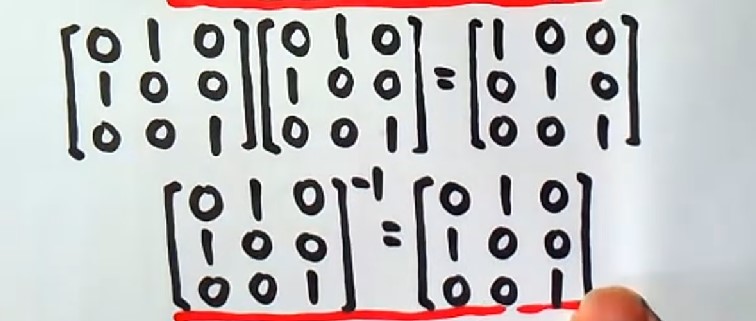 [0 1 0] [0 1 0] = [1 0 0]
[1 0 0] [1 0 0] [0 1 0]
[0 0 1] [0 0 1] [0 0 1]
[0 1 0]⁻¹ = [0 1 0]
[1 0 0] [1 0 0]
[0 0 1] [0 0 1]